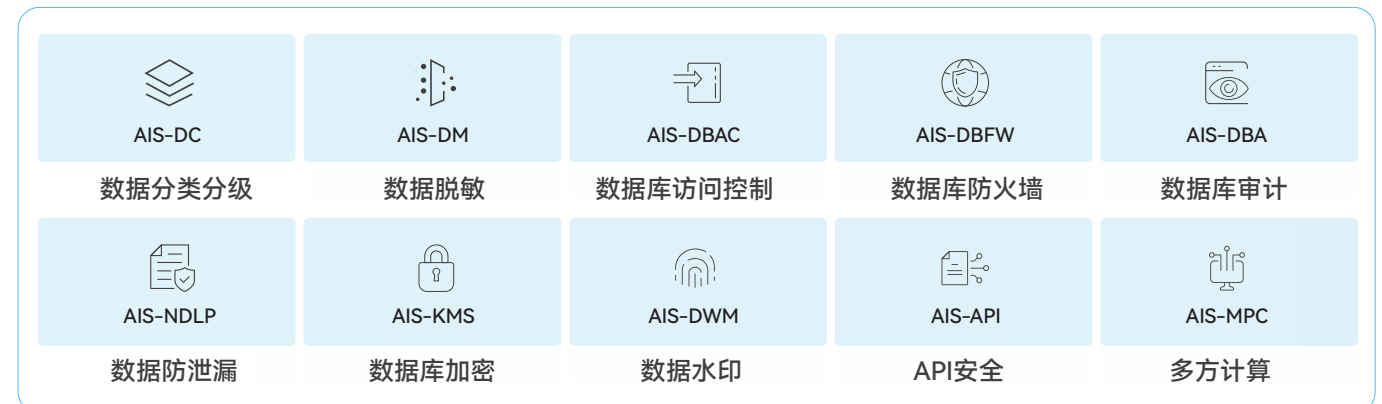 AIS-DC
AIS-DM
AIS-DBAC
AIS-DBFW
AIS-DBA
数据分类分级
数据脱敏
数据库访问控制
数据库防火墙
数据库审计
AIS-NDLP
AIS-KMS
AIS-DWM
AIS-API
AIS-MPC
数据防泄漏
数据库加密
数据水印
API安全
多方计算